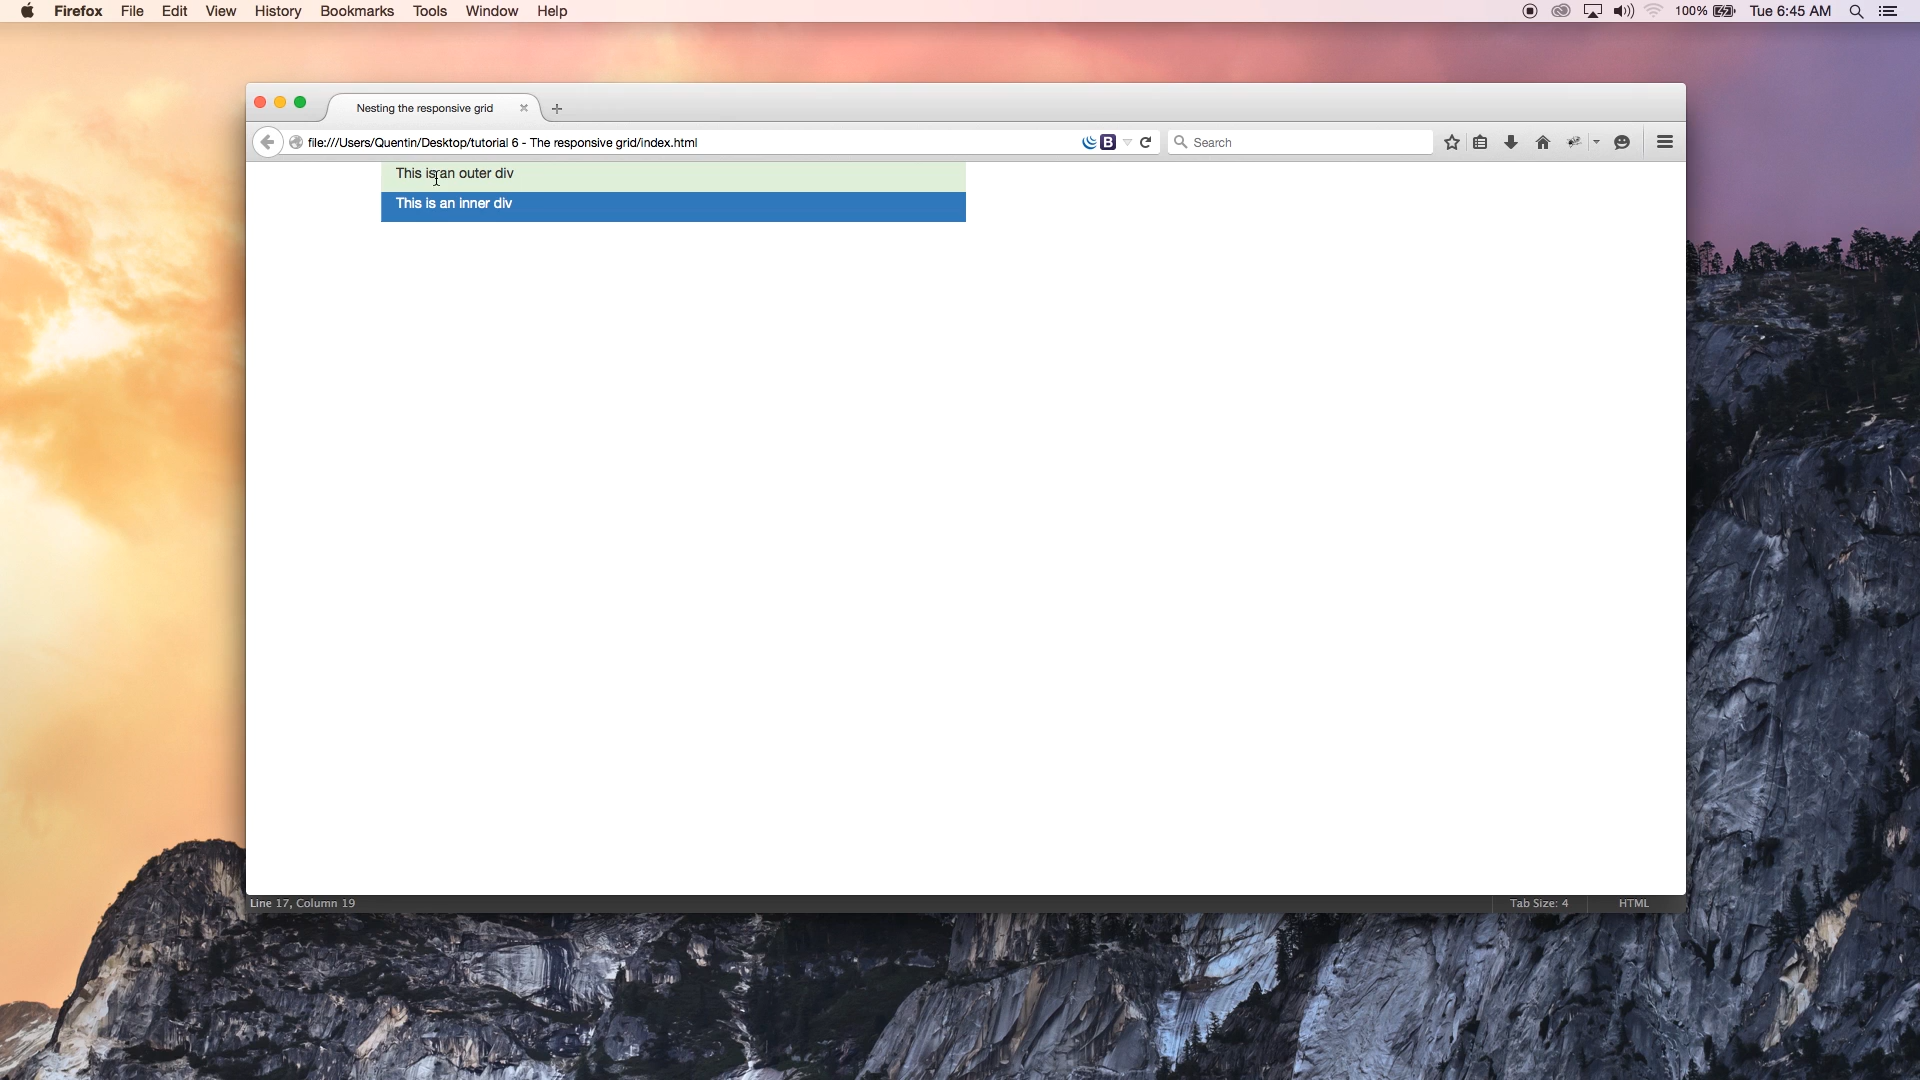 Firefox File Edit View History Bookmarks Tools Window Help 100% Tue 6:45 AM
Nesting the responsive grid
file:///Users/Quentin/Desktop/tutorial 6 - The responsive grid/index.html B Search
This is an outer div
This is an inner div
Line 17, Column 19 Tab Size: 4 HTML